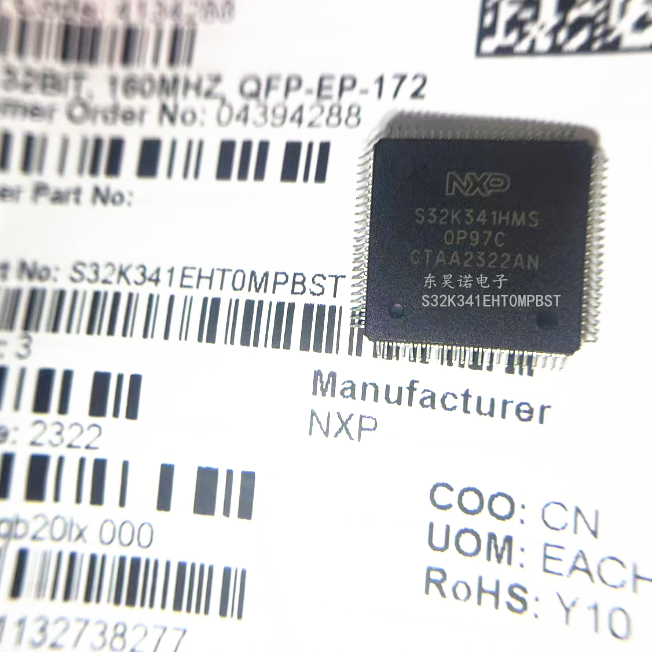 32BIT, 160MHZ, QFP-EP-172
Order No: 04394288
Part No:
No: S32K341EHT0MPBST
3
2322
000
1132738277
Manufacturer
NXP
COO: CN
UOM: EACH
RoHS: Y10
NXP
S32K341HMS
0P97C
CTAA2322AN
东昊诺电子
S32K341EHT0MPBST